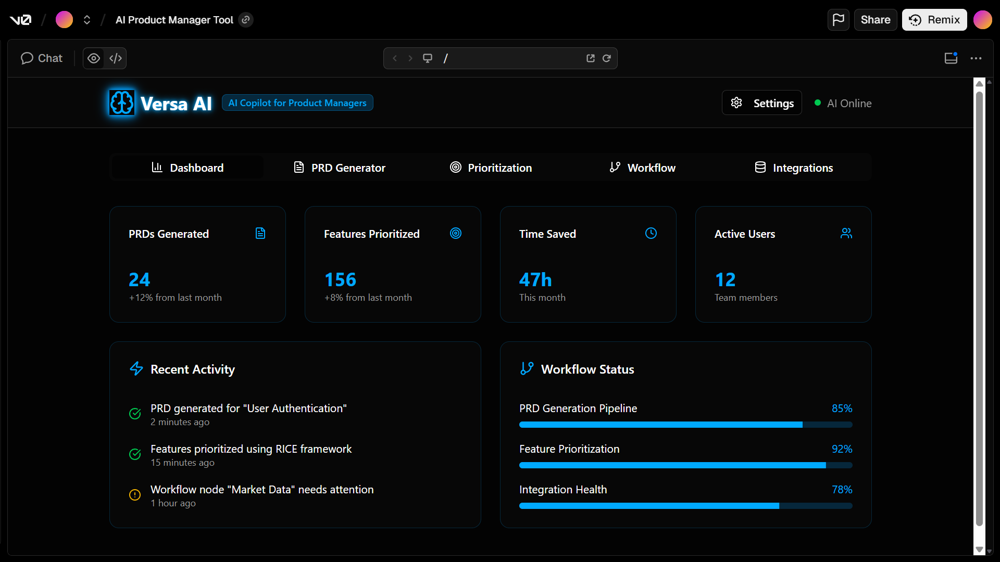 v0 / / AI Product Manager Tool Share Remix
Chat /
Versa AI AI Copilot for Product Managers Settings AI Online
Dashboard PRD Generator Prioritization Workflow Integrations
PRDs Generated
24
+12% from last month
Features Prioritized
156
+8% from last month
Time Saved
47h
This month
Active Users
12
Team members
Recent Activity
PRD generated for "User Authentication"
2 minutes ago
Features prioritized using RICE framework
15 minutes ago
Workflow node "Market Data" needs attention
1 hour ago
Workflow Status
PRD Generation Pipeline 85%
Feature Prioritization 92%
Integration Health 78%